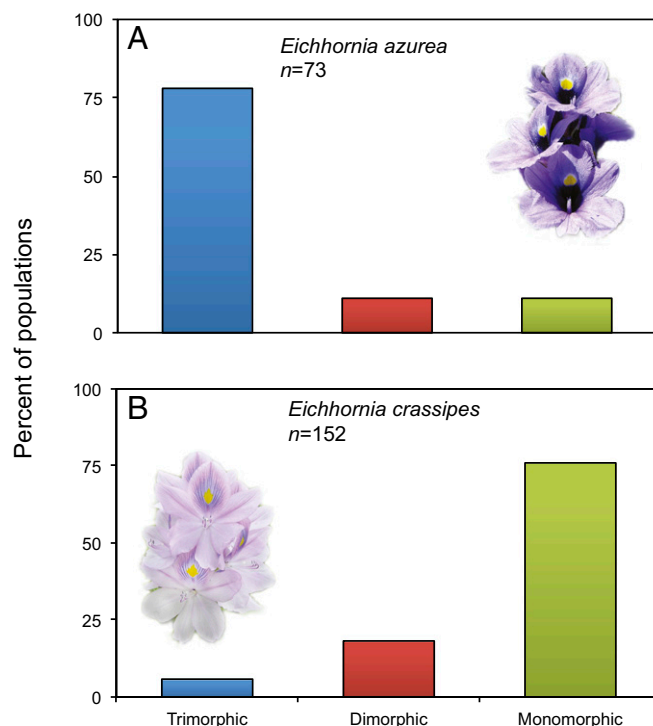 A
Eichhornia azurea
n=73
100
75
50
25
0
Percent of populations
B
Eichhornia crassipes
n=152
100
75
50
25
0
Trimorphic
Dimorphic
Monomorphic